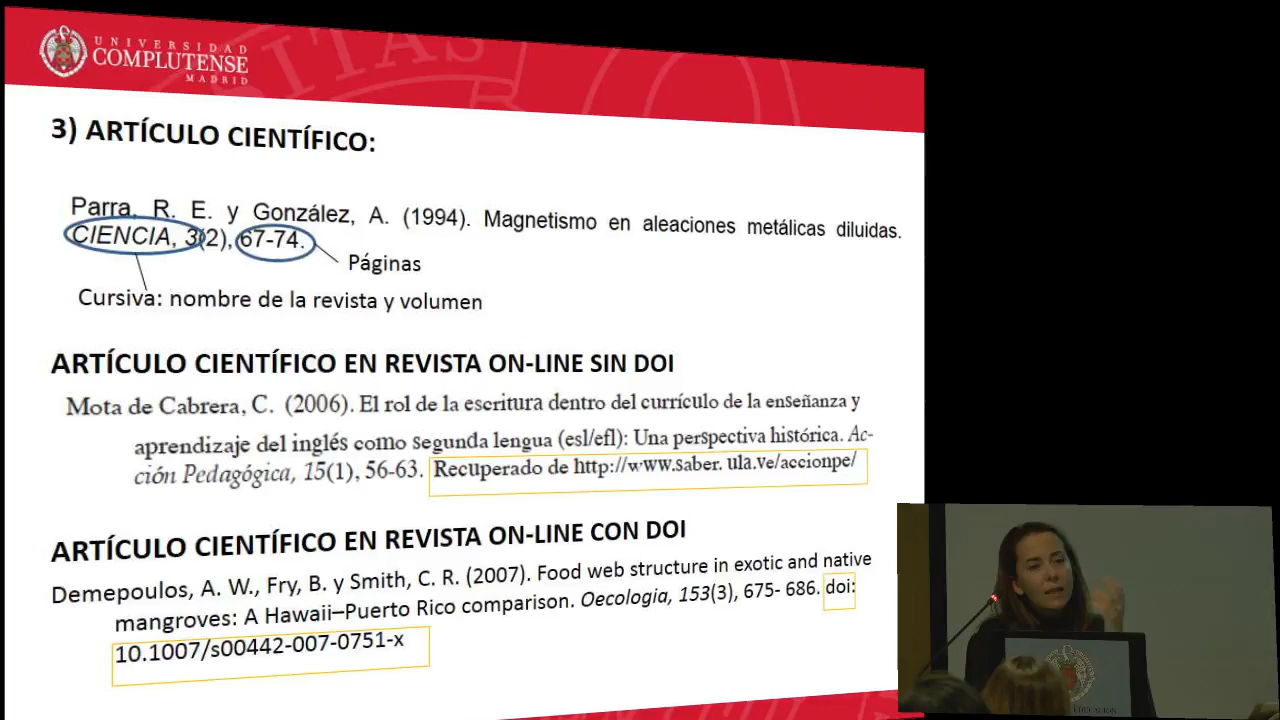 UNIVERSIDAD
COMPLUTENSE
MADRID
3) ARTÍCULO CIENTÍFICO:
Parra, R. E. y González, A. (1994). Magnetismo en aleaciones metálicas diluidas.
CIENCIA, 3(2), 67-74.
Páginas
Cursiva: nombre de la revista y volumen
ARTÍCULO CIENTÍFICO EN REVISTA ON-LINE SIN DOI
Mota de Cabrera, C. (2006). El rol de la escritura dentro del currículo de la enseñanza y
aprendizaje del inglés como segunda lengua (esl/efl): Una perspectiva histórica. Ac-
ción Pedagógica, 15(1), 56-63. Recuperado de http://www.saber. ula.ve/accionpe/
ARTÍCULO CIENTÍFICO EN REVISTA ON-LINE CON DOI
Demepoulos, A. W., Fry, B. y Smith, C. R. (2007). Food web structure in exotic and native
mangroves: A Hawaii–Puerto Rico comparison. Oecologia, 153(3), 675- 686. doi:
10.1007/s00442-007-0751-x